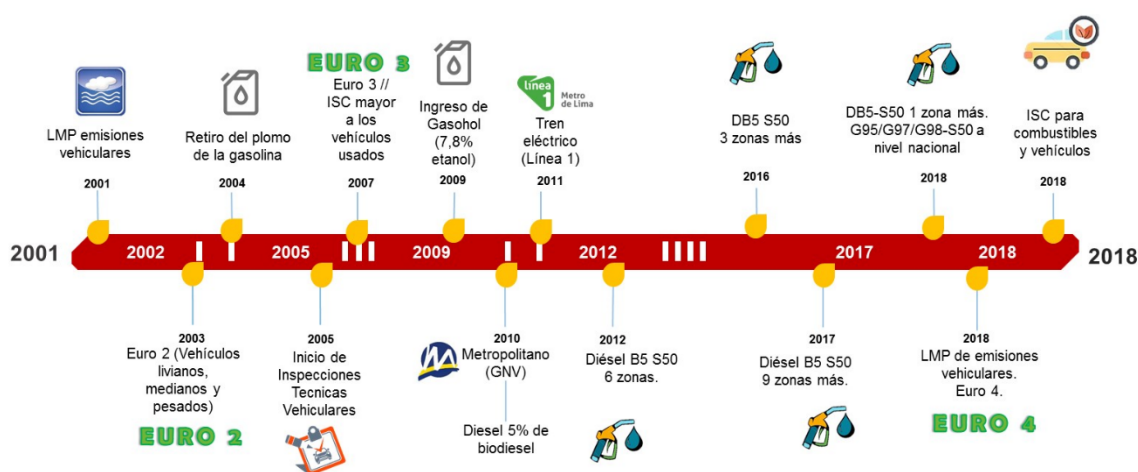 LMP emisiones
vehiculares
2001
Retiro del plomo
de la gasolina
2004
EURO 3
Euro 3 //
ISC mayor
a los
vehículos
usados
2007
Ingreso de
Gasohol
(7,8%
etanol)
2009
línea
1
Metro
de Lima
Tren
eléctrico
(Línea 1)
2011
DB5 S50
3 zonas más
2016
DB5-S50 1 zona más.
G95/G97/G98-S50 a
nivel nacional
2018
ISC para
combustibles
y vehículos
2018
2001
2002
2005
2009
2012
2017
2018
2018
2003
Euro 2 (Vehículos
livianos,
medianos y
pesados)
EURO 2
2005
Inicio de
Inspecciones
Tecnicas
Vehiculares
2010
Metropolitano
(GNV)
Diesel 5% de
biodiesel
2012
Diésel B5 S50
6 zonas.
2017
Diésel B5 S50
9 zonas más.
2018
LMP de emisiones
vehiculares.
Euro 4.
EURO 4